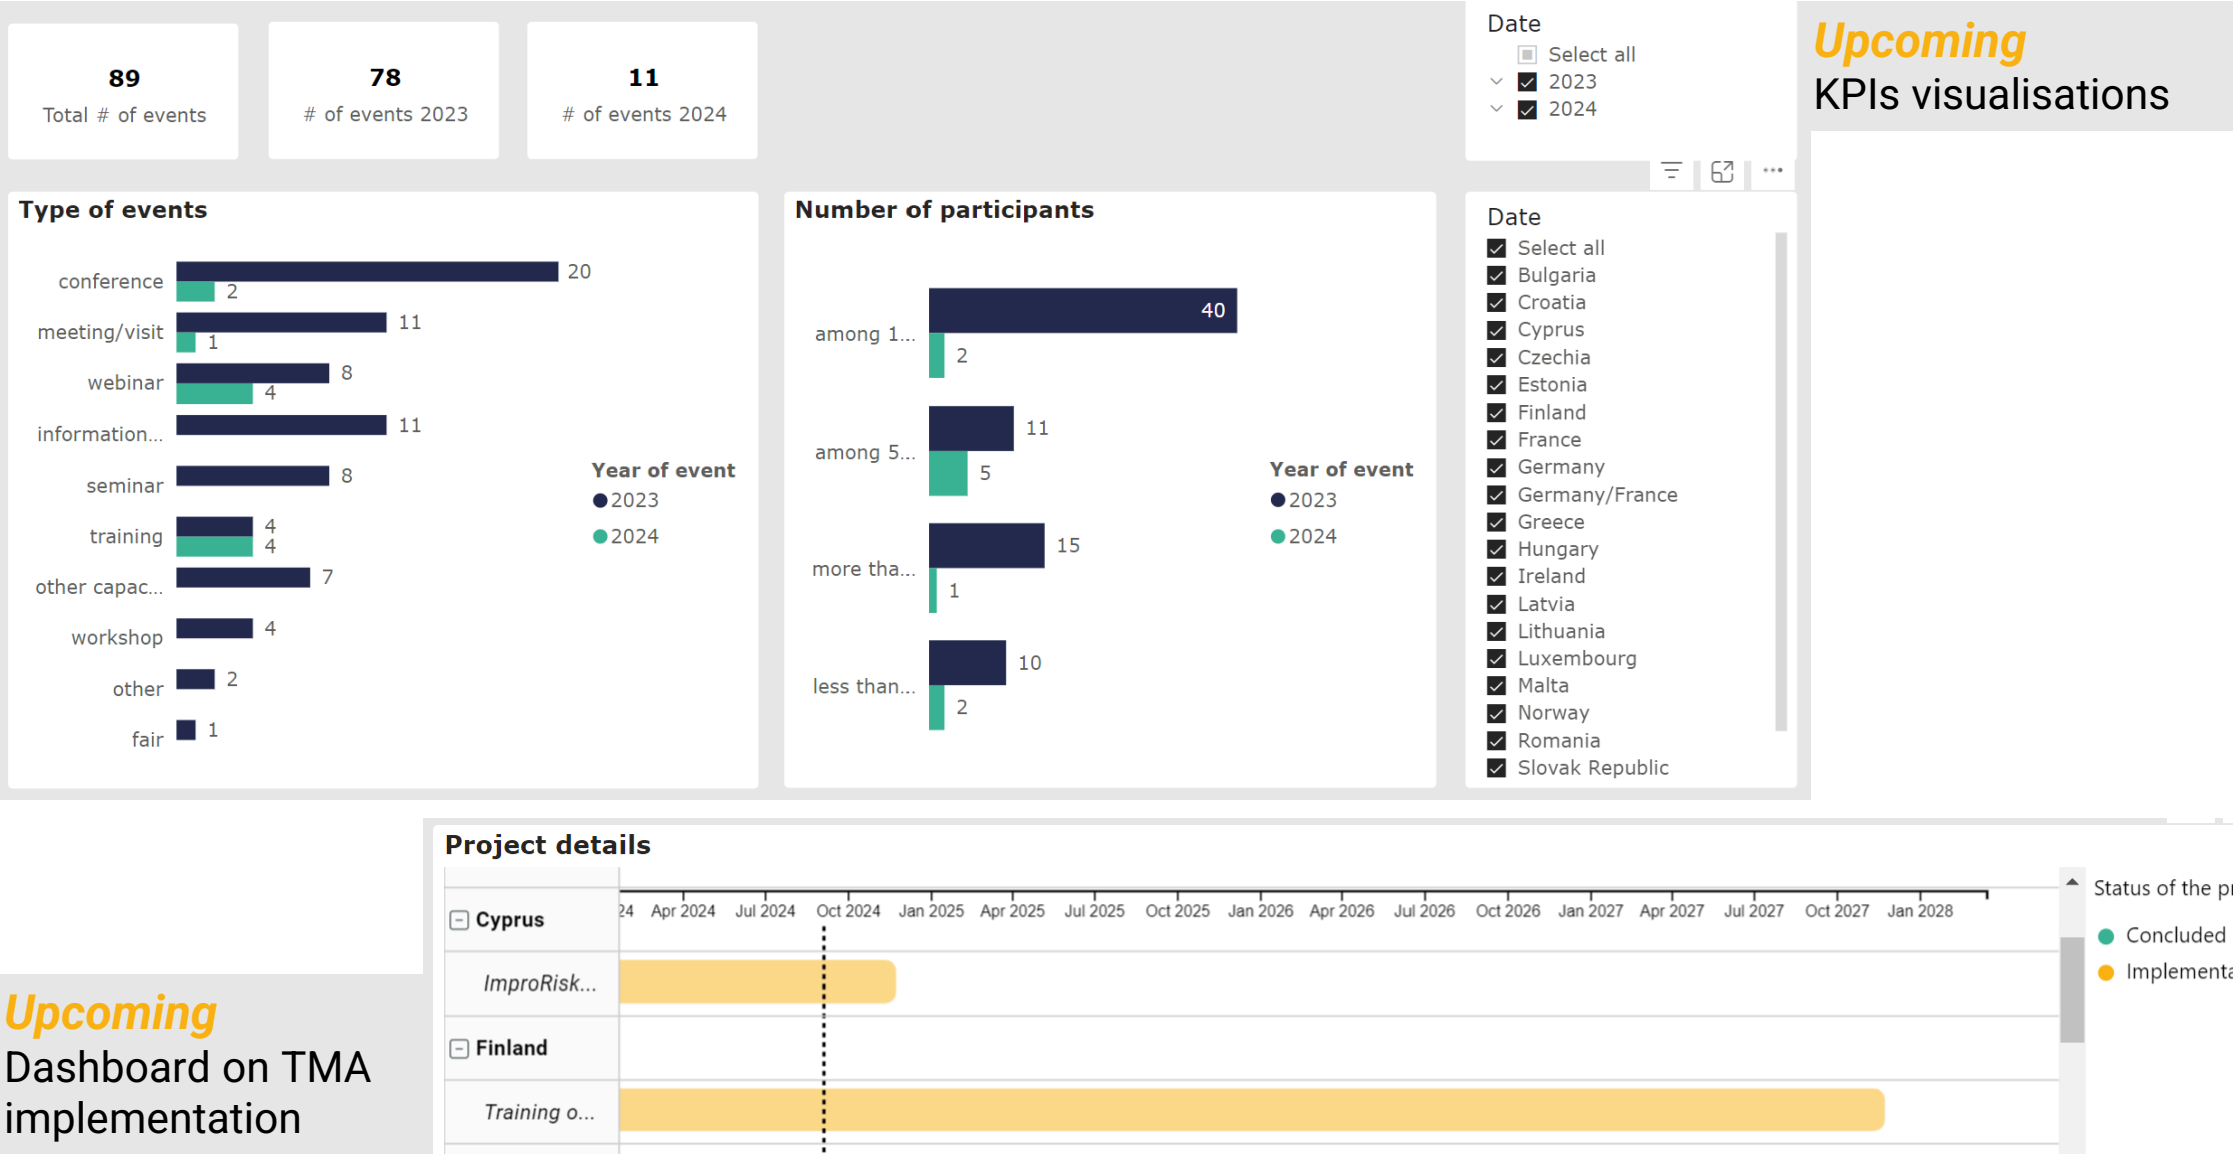 89
Total # of events
78
# of events 2023
11
# of events 2024
Date
Select all
2023
2024
Upcoming
KPIs visualisations
Type of events
conference
20
2
meeting/visit
11
1
webinar
8
4
information...
11
seminar
8
training
4
4
other capac...
7
workshop
4
other
2
fair
1
Year of event
2023
2024
Number of participants
among 1...
40
2
among 5...
11
5
more tha...
15
1
less than...
10
2
Year of event
2023
2024
Date
Select all
Bulgaria
Croatia
Cyprus
Czechia
Estonia
Finland
France
Germany
Germany/France
Greece
Hungary
Ireland
Latvia
Lithuania
Luxembourg
Malta
Norway
Romania
Slovak Republic
Upcoming
Dashboard on TMA
implementation
Project details
24 Apr 2024 Jul 2024 Oct 2024 Jan 2025 Apr 2025 Jul 2025 Oct 2025 Jan 2026 Apr 2026 Jul 2026 Oct 2026 Jan 2027 Apr 2027 Jul 2027 Oct 2027 Jan 2028
Cyprus
ImproRisk...
Finland
Training o...
Status of the pr
Concluded
Implementa